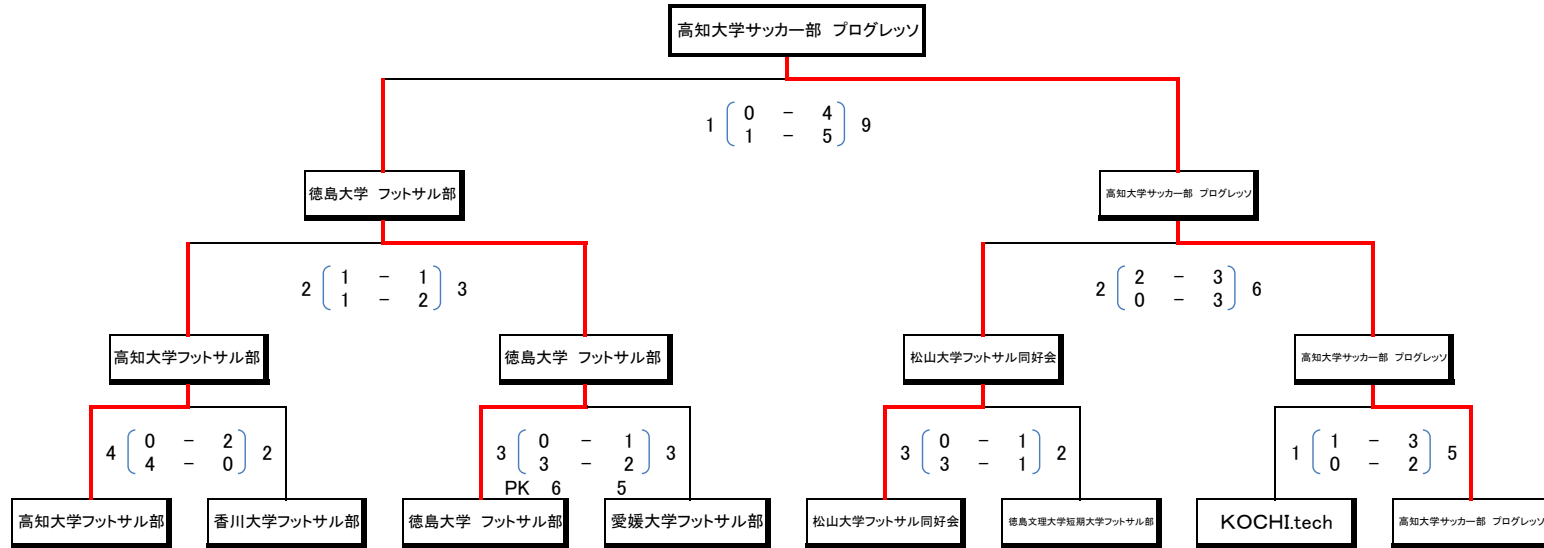 高知大学サッカー部　プログレッソ
1 0 － 4 9
1 － 5
徳島大学　フットサル部
高知大学サッカー部　プログレッソ
2 1 － 1 3
1 － 2
2 2 － 3 6
0 － 3
高知大学フットサル部
徳島大学　フットサル部
松山大学フットサル同好会
高知大学サッカー部　プログレッソ
4 0 － 2 2
4 － 0
3 0 － 1 3
3 － 2
PK 6 5
3 0 － 1 2
3 － 1
1 1 － 3 5
0 － 2
高知大学フットサル部
香川大学フットサル部
徳島大学　フットサル部
愛媛大学フットサル部
松山大学フットサル同好会
徳島文理大学短期大学フットサル部
KOCHI.tech
高知大学サッカー部　プログレッソ